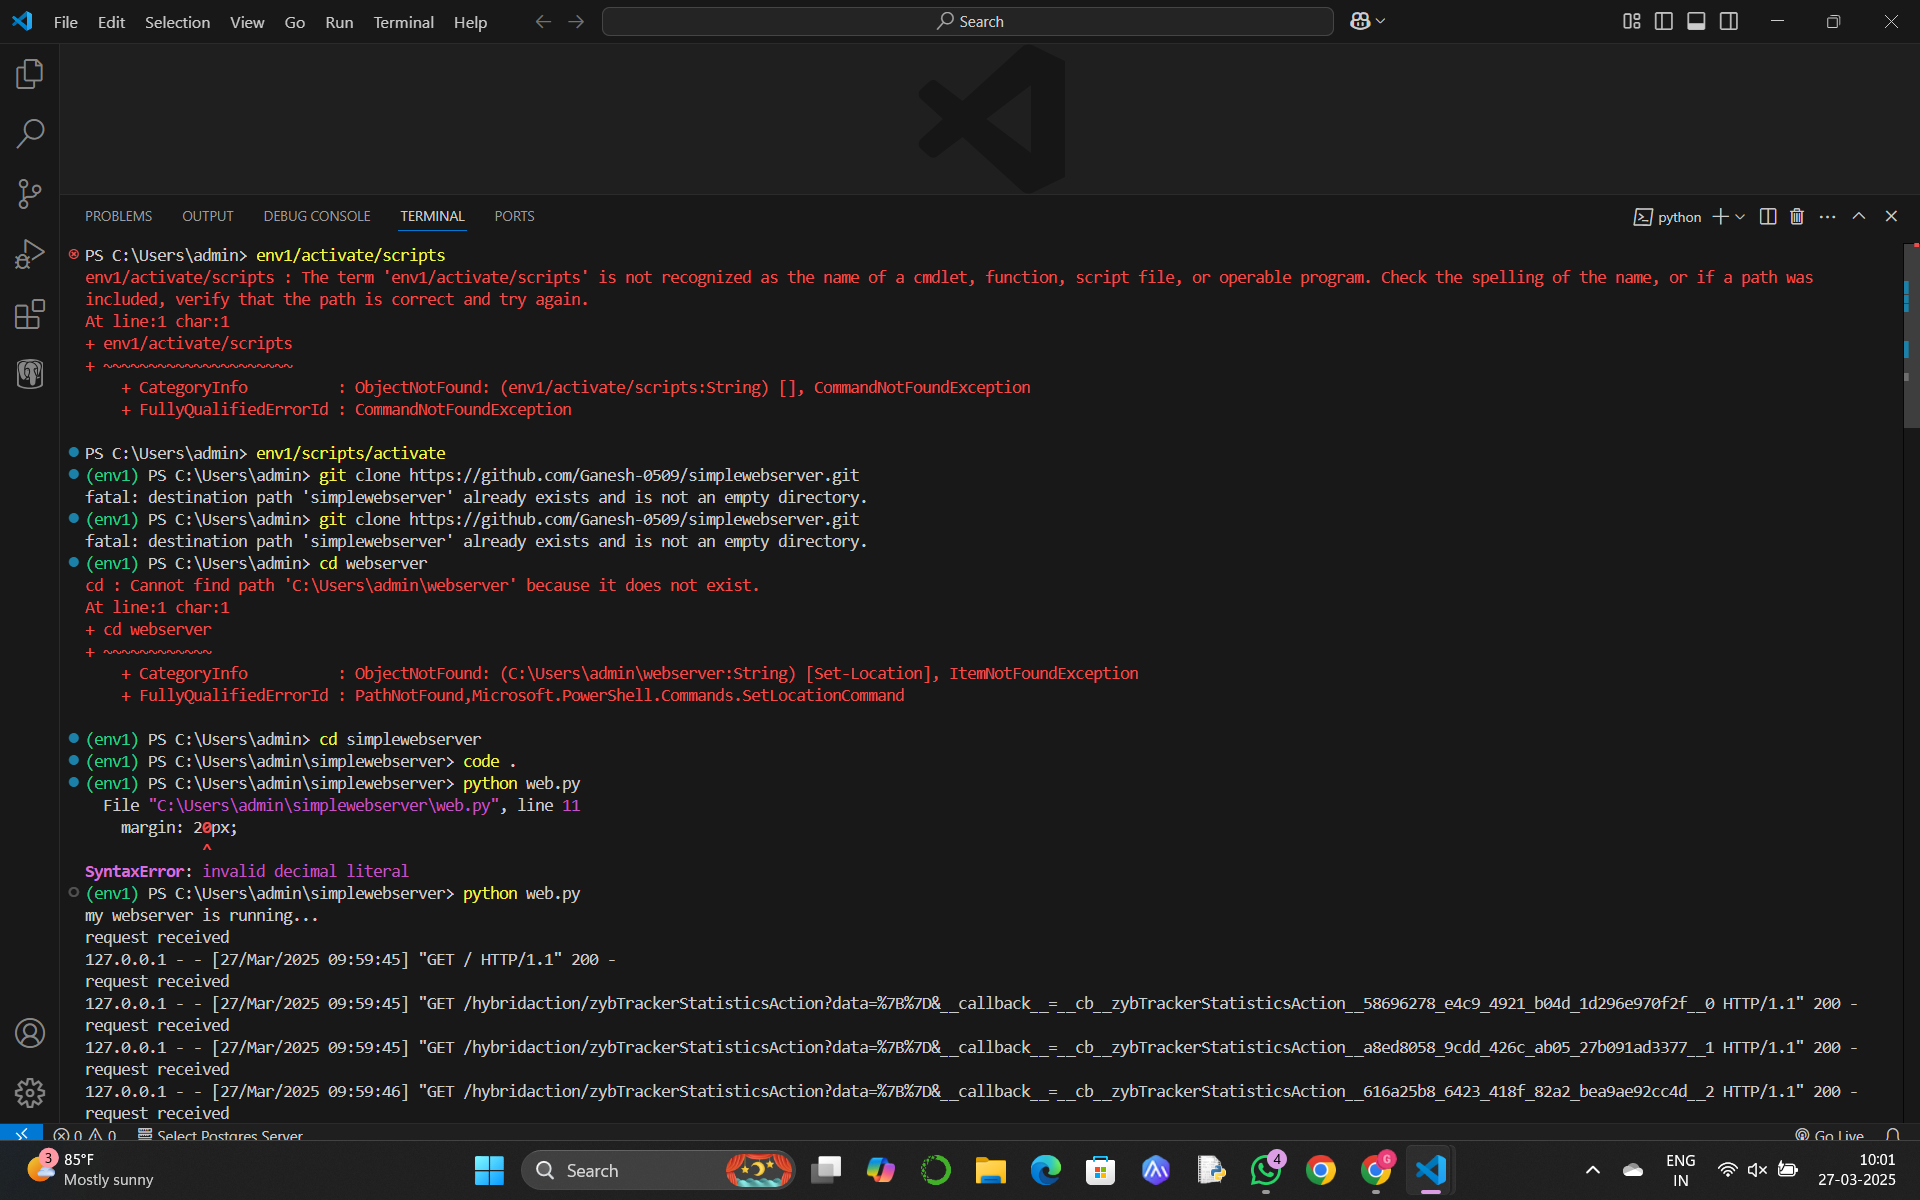 File Edit Selection View Go Run Terminal Help
Search
PROBLEMS OUTPUT DEBUG CONSOLE TERMINAL PORTS
python
PS C:\Users\admin> env1/activate/scripts
env1/activate/scripts : The term 'env1/activate/scripts' is not recognized as the name of a cmdlet, function, script file, or operable program. Check the spelling of the name, or if a path was
included, verify that the path is correct and try again.
At line:1 char:1
+ env1/activate/scripts
+ ~~~~~~~~~~~~~~~~~~~~~
+ CategoryInfo          : ObjectNotFound: (env1/activate/scripts:String) [], CommandNotFoundException
+ FullyQualifiedErrorId : CommandNotFoundException
PS C:\Users\admin> env1/scripts/activate
(env1) PS C:\Users\admin> git clone https://github.com/Ganesh-0509/simplewebserver.git
fatal: destination path 'simplewebserver' already exists and is not an empty directory.
(env1) PS C:\Users\admin> git clone https://github.com/Ganesh-0509/simplewebserver.git
fatal: destination path 'simplewebserver' already exists and is not an empty directory.
(env1) PS C:\Users\admin> cd webserver
cd : Cannot find path 'C:\Users\admin\webserver' because it does not exist.
At line:1 char:1
+ cd webserver
+ ~~~~~~~~~~~~
+ CategoryInfo          : ObjectNotFound: (C:\Users\admin\webserver:String) [Set-Location], ItemNotFoundException
+ FullyQualifiedErrorId : PathNotFound,Microsoft.PowerShell.Commands.SetLocationCommand
(env1) PS C:\Users\admin> cd simplewebserver
(env1) PS C:\Users\admin\simplewebserver> code .
(env1) PS C:\Users\admin\simplewebserver> python web.py
File "C:\Users\admin\simplewebserver\web.py", line 11
margin: 20px;
^
SyntaxError: invalid decimal literal
(env1) PS C:\Users\admin\simplewebserver> python web.py
my webserver is running...
request received
127.0.0.1 - - [27/Mar/2025 09:59:45] "GET / HTTP/1.1" 200 -
request received
127.0.0.1 - - [27/Mar/2025 09:59:45] "GET /hybridaction/zybTrackerStatisticsAction?data=%7B%7D&__callback__=__cb__zybTrackerStatisticsAction__58696278_e4c9_4921_b04d_1d296e970f2f__0 HTTP/1.1" 200 -
request received
127.0.0.1 - - [27/Mar/2025 09:59:45] "GET /hybridaction/zybTrackerStatisticsAction?data=%7B%7D&__callback__=__cb__zybTrackerStatisticsAction__a8ed8058_9cdd_426c_ab05_27b091ad3377__1 HTTP/1.1" 200 -
request received
127.0.0.1 - - [27/Mar/2025 09:59:46] "GET /hybridaction/zybTrackerStatisticsAction?data=%7B%7D&__callback__=__cb__zybTrackerStatisticsAction__616a25b8_6423_418f_82a2_bea9ae92cc4d__2 HTTP/1.1" 200 -
request received
0 0 Select Postgres Server Go Live
3
85°F
Mostly sunny
Search
4
G
ENG
IN
10:01
27-03-2025